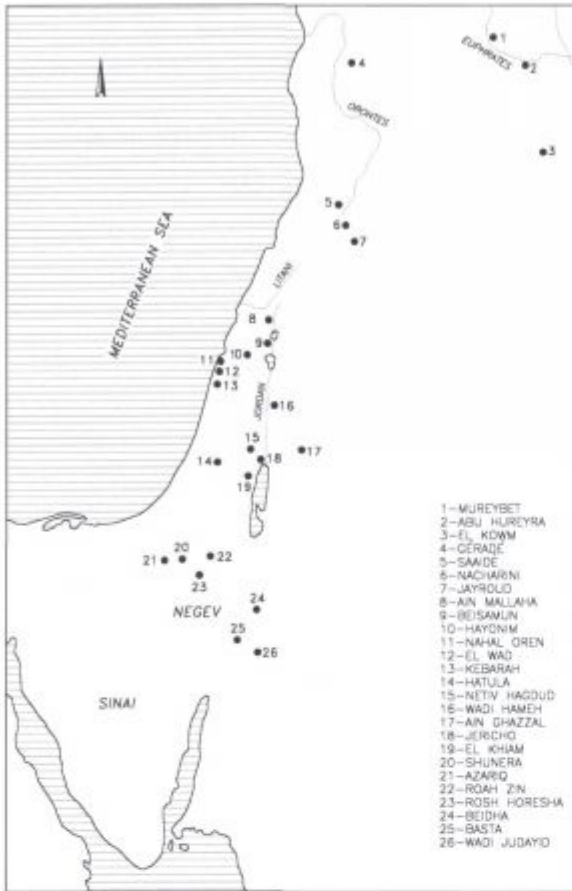 1
EUPHRATES
2
4
ORONTES
3
5
6
7
MEDITERRANEAN SEA
LITANI
8
9
10
11
12
13
JORDAN
16
15
17
14
18
19
21
20
22
23
NEGEV
24
25
26
SINAI
1-MUREYBET
2-ABU HUREYRA
3-EL KOWM
4-GERADE
5-SAAIDE
6-NACHARINI
7-JAYROUD
8-AIN MALLAHA
9-BEISAMUN
10-HAYONIM
11-NAHAL OREN
12-EL WAD
13-KEBARAH
14-HATULA
15-NETIV HAGDUD
16-WADI HAMEH
17-AIN GHAZZAL
18-JERICHO
19-EL KHIAM
20-SHUNERA
21-AZARIQ
22-ROAH ZIN
23-ROSH HORESHA
24-BEIDHA
25-BASTA
26-WADI JUDAYID